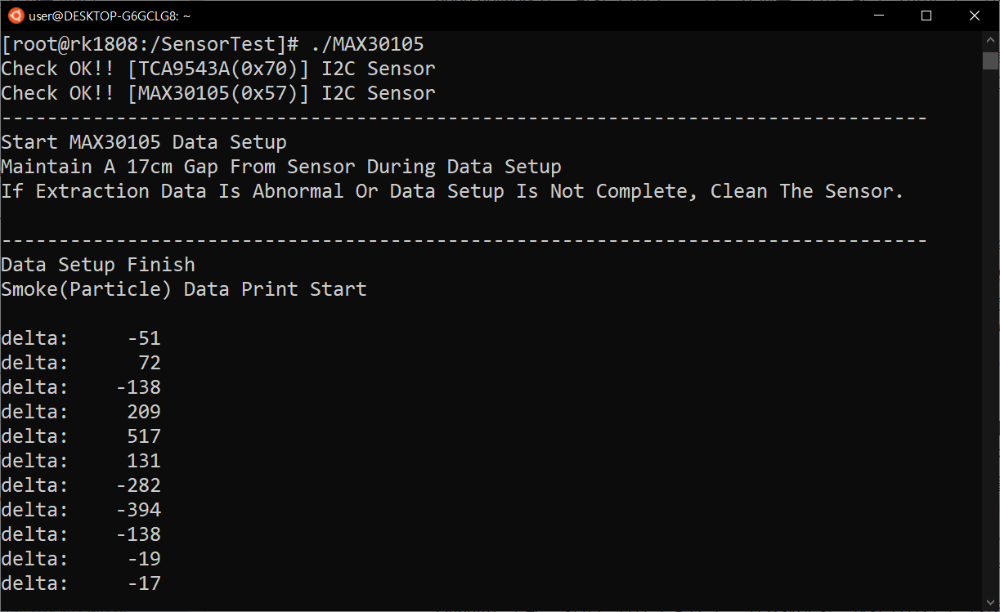 user@DESKTOP-G6GCLG8: ~
[root@rk1808:/SensorTest]# ./MAX30105
Check OK!! [TCA9543A(0x70)] I2C Sensor
Check OK!! [MAX30105(0x57)] I2C Sensor
---------------------------------------------------------------------------------
Start MAX30105 Data Setup
Maintain A 17cm Gap From Sensor During Data Setup
If Extraction Data Is Abnormal Or Data Setup Is Not Complete, Clean The Sensor.
---------------------------------------------------------------------------------
Data Setup Finish
Smoke(Particle) Data Print Start
delta:     -51
delta:      72
delta:    -138
delta:     209
delta:     517
delta:     131
delta:    -282
delta:    -394
delta:    -138
delta:     -19
delta:     -17